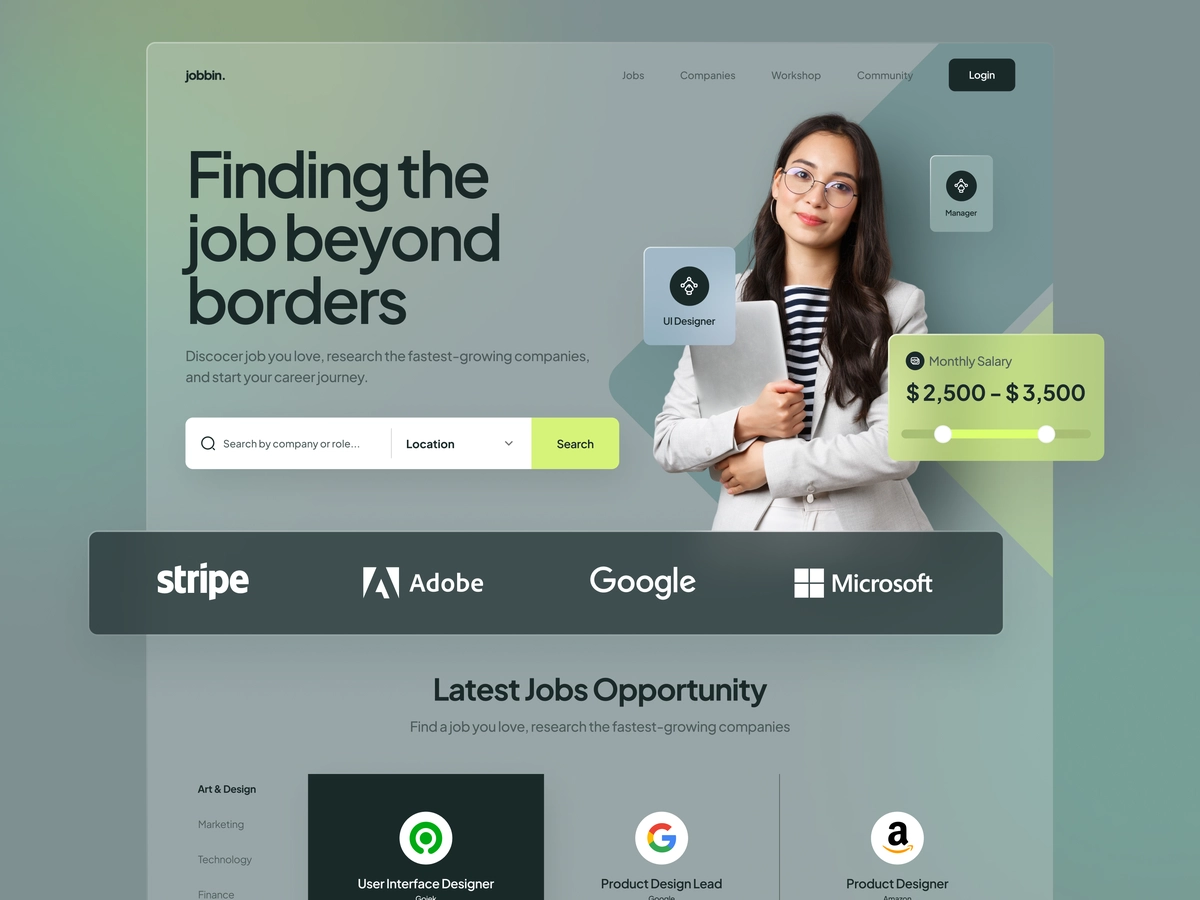 jobbin.
Jobs
Companies
Workshop
Community
Login
Finding the
job beyond
borders
Discocer job you love, research the fastest-growing companies,
and start your career journey.
Search by company or role...
Location
Search
Manager
UI Designer
Monthly Salary
$ 2,500 - $ 3,500
stripe
Adobe
Google
Microsoft
Latest Jobs Opportunity
Find a job you love, research the fastest-growing companies
Art & Design
Marketing
Technology
Finance
User Interface Designer
Gojek
Product Design Lead
Google
Product Designer
Amazon